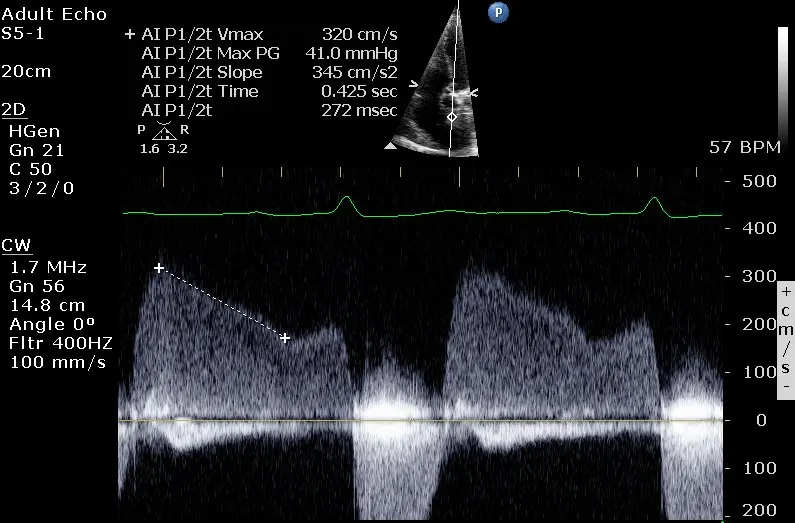 Adult Echo
S5-1
20cm
2D
HGen
Gn 21
C 50
3/2/0
CW
1.7 MHz
Gn 56
14.8 cm
Angle 0º
Fltr 400HZ
100 mm/s
+ AI P1/2t Vmax 320 cm/s
AI P1/2t Max PG 41.0 mmHg
AI P1/2t Slope 345 cm/s2
AI P1/2t Time 0.425 sec
AI P1/2t 272 msec
P R
1.6 3.2
P
57 BPM
500
400
300
200
100
0
100
200
+
cm/s
-